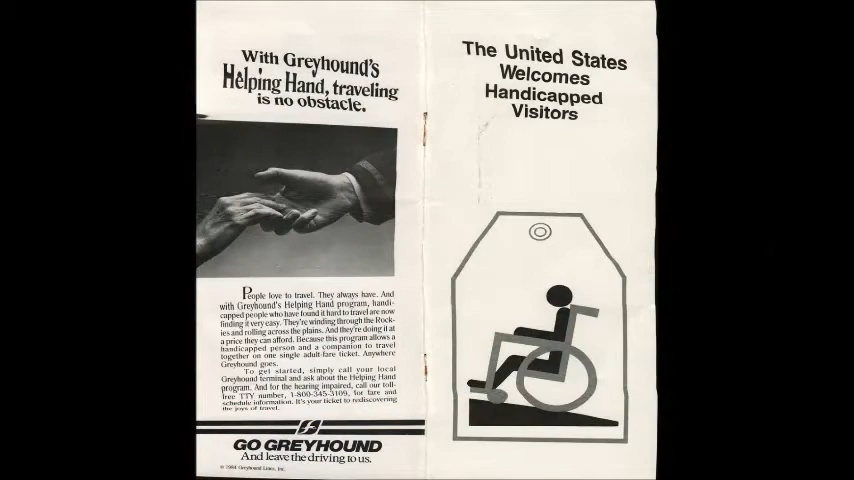 With Greyhound's
Helping Hand, traveling
is no obstacle.
People love to travel. They always have. And
with Greyhound's Helping Hand program, handi-
capped people who have found it hard to travel are now
finding it very easy. They're winding through the Rock-
ies and rolling across the plains. And they're doing it at
a price they can afford. Because this program allows a
handicapped person and a companion to travel
together on one single adult-fare ticket. Anywhere
Greyhound goes.
To get started, simply call your local
Greyhound terminal and ask about the Helping Hand
program. And for the hearing impaired, call our toll-
free TTY number, 1-800-345-3109, for fare and
schedule information. It's your ticket to rediscovering
the joys of travel.
GO GREYHOUND
And leave the driving to us.
© 1984 Greyhound Lines, Inc.
The United States
Welcomes
Handicapped
Visitors